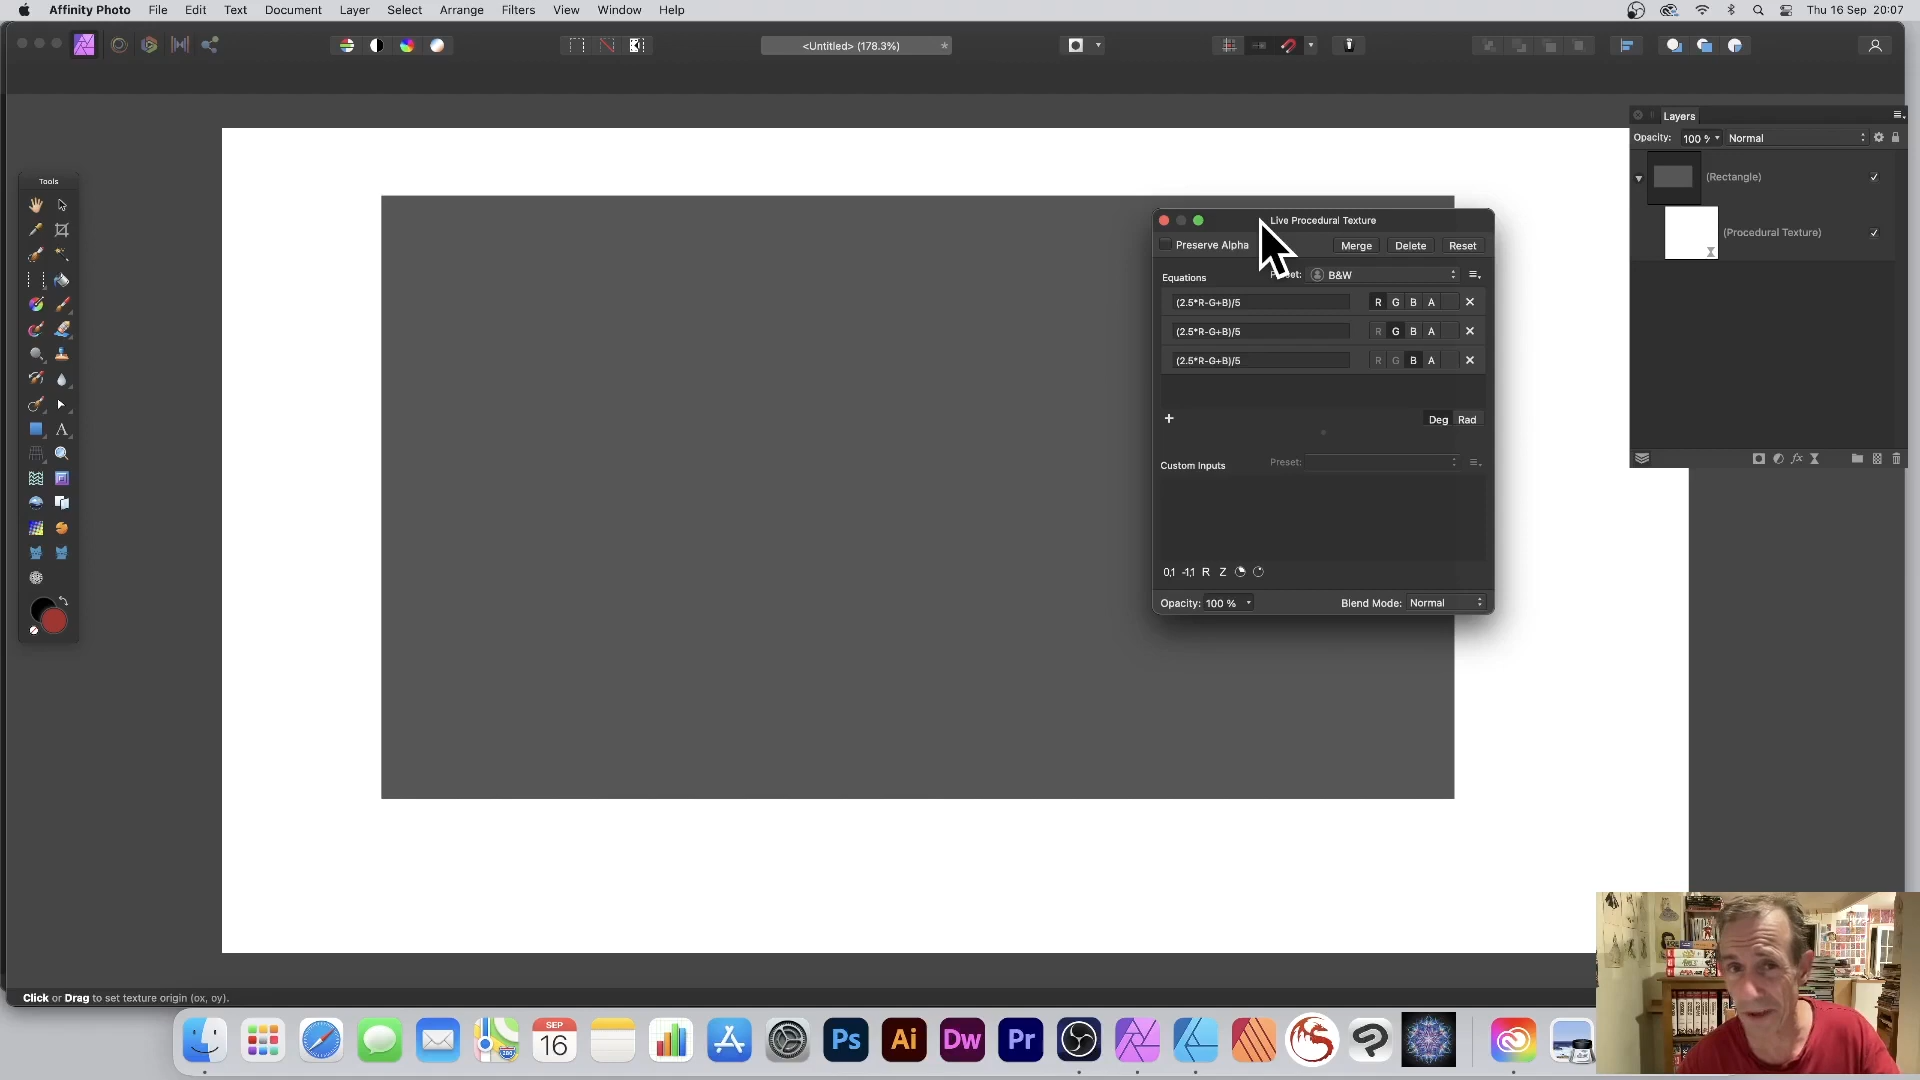 Affinity Photo File Edit Text Document Layer Select Arrange Filters View Window Help Thu 16 Sep 20:07
<Untitled> (178.3%) *
Layers
Opacity: 100 % Normal
(Rectangle)
(Procedural Texture)
Tools
Live Procedural Texture
Preserve Alpha Merge Delete Reset
Equations B&W
(2.5*R-G+B)/5 R G B A
(2.5*R-G+B)/5 R G B A
(2.5*R-G+B)/5 R G B A
Deg Rad
Custom Inputs Preset:
0,1 -1,1 R Z
Opacity: 100 % Blend Mode: Normal
Click or Drag to set texture origin (ox, oy).
SEP
16
Ps Ai Dw Pr